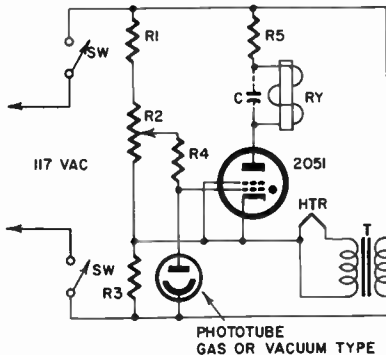 R1
R5
SW
C
RY
R2
R4
117 VAC
2051
HTR
T
SW
R3
PHOTOTUBE
GAS OR VACUUM TYPE